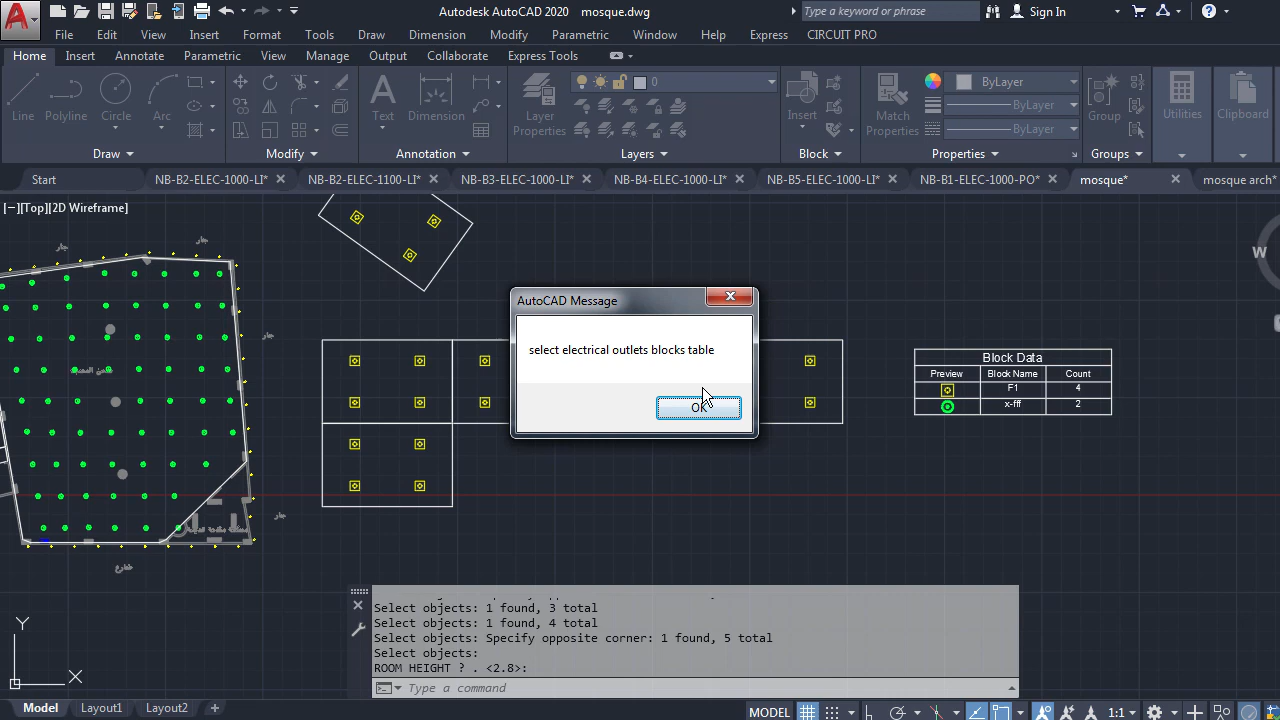 Autodesk AutoCAD 2020 mosque.dwg
Type a keyword or phrase
Sign In
File Edit View Insert Format Tools Draw Dimension Modify Parametric Window Help Express CIRCUIT PRO
Home Insert Annotate Parametric View Manage Output Collaborate Express Tools
0
ByLayer
Line Polyline Circle Arc Text Dimension
Layer
Properties
Insert
Match
Properties
ByLayer
ByLayer
Group
Utilities Clipboard
Draw Modify Annotation Layers Block Properties Groups
Start NB-B2-ELEC-1000-LI* NB-B2-ELEC-1100-LI* NB-B3-ELEC-1000-LI* NB-B4-ELEC-1000-LI* NB-B5-ELEC-1000-LI* NB-B1-ELEC-1000-PO* mosque* mosque arch*
[−][Top][2D Wireframe]
جار
جار
W
AutoCAD Message
select electrical outlets blocks table
OK
جار
Block Data
Preview Block Name Count
F1 4
x-fff 2
جار
شارع
Select objects: 1 found, 3 total
Select objects: 1 found, 4 total
Select objects: Specify opposite corner: 1 found, 5 total
Select objects:
ROOM HEIGHT ? . <2.8>:
Type a command
Y
X
Model Layout1 Layout2 +
MODEL 1:1